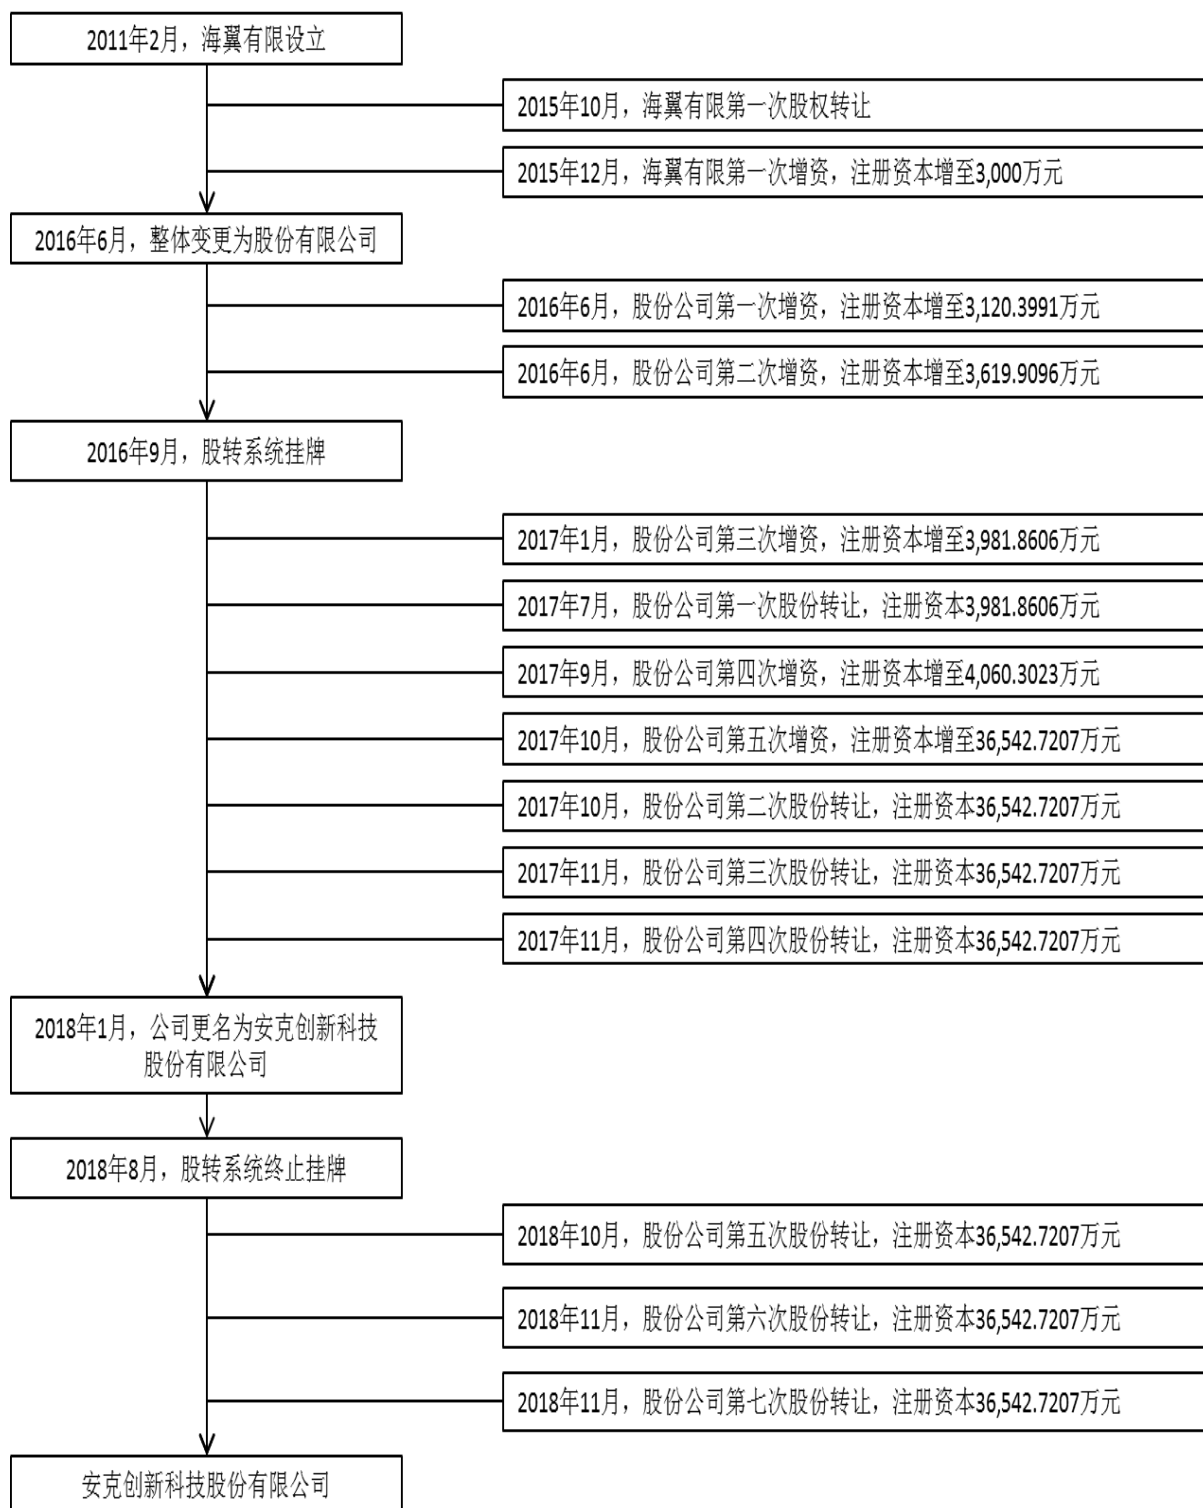 2011年2月，海翼有限设立
2015年10月，海翼有限第一次股权转让
2015年12月，海翼有限第一次增资，注册资本增至3,000万元
2016年6月，整体变更为股份有限公司
2016年6月，股份公司第一次增资，注册资本增至3,120.3991万元
2016年6月，股份公司第二次增资，注册资本增至3,619.9096万元
2016年9月，股转系统挂牌
2017年1月，股份公司第三次增资，注册资本增至3,981.8606万元
2017年7月，股份公司第一次股份转让，注册资本3,981.8606万元
2017年9月，股份公司第四次增资，注册资本增至4,060.3023万元
2017年10月，股份公司第五次增资，注册资本增至36,542.7207万元
2017年10月，股份公司第二次股份转让，注册资本36,542.7207万元
2017年11月，股份公司第三次股份转让，注册资本36,542.7207万元
2017年11月，股份公司第四次股份转让，注册资本36,542.7207万元
2018年1月，公司更名为安克创新科技
股份有限公司
2018年8月，股转系统终止挂牌
2018年10月，股份公司第五次股份转让，注册资本36,542.7207万元
2018年11月，股份公司第六次股份转让，注册资本36,542.7207万元
2018年11月，股份公司第七次股份转让，注册资本36,542.7207万元
安克创新科技股份有限公司